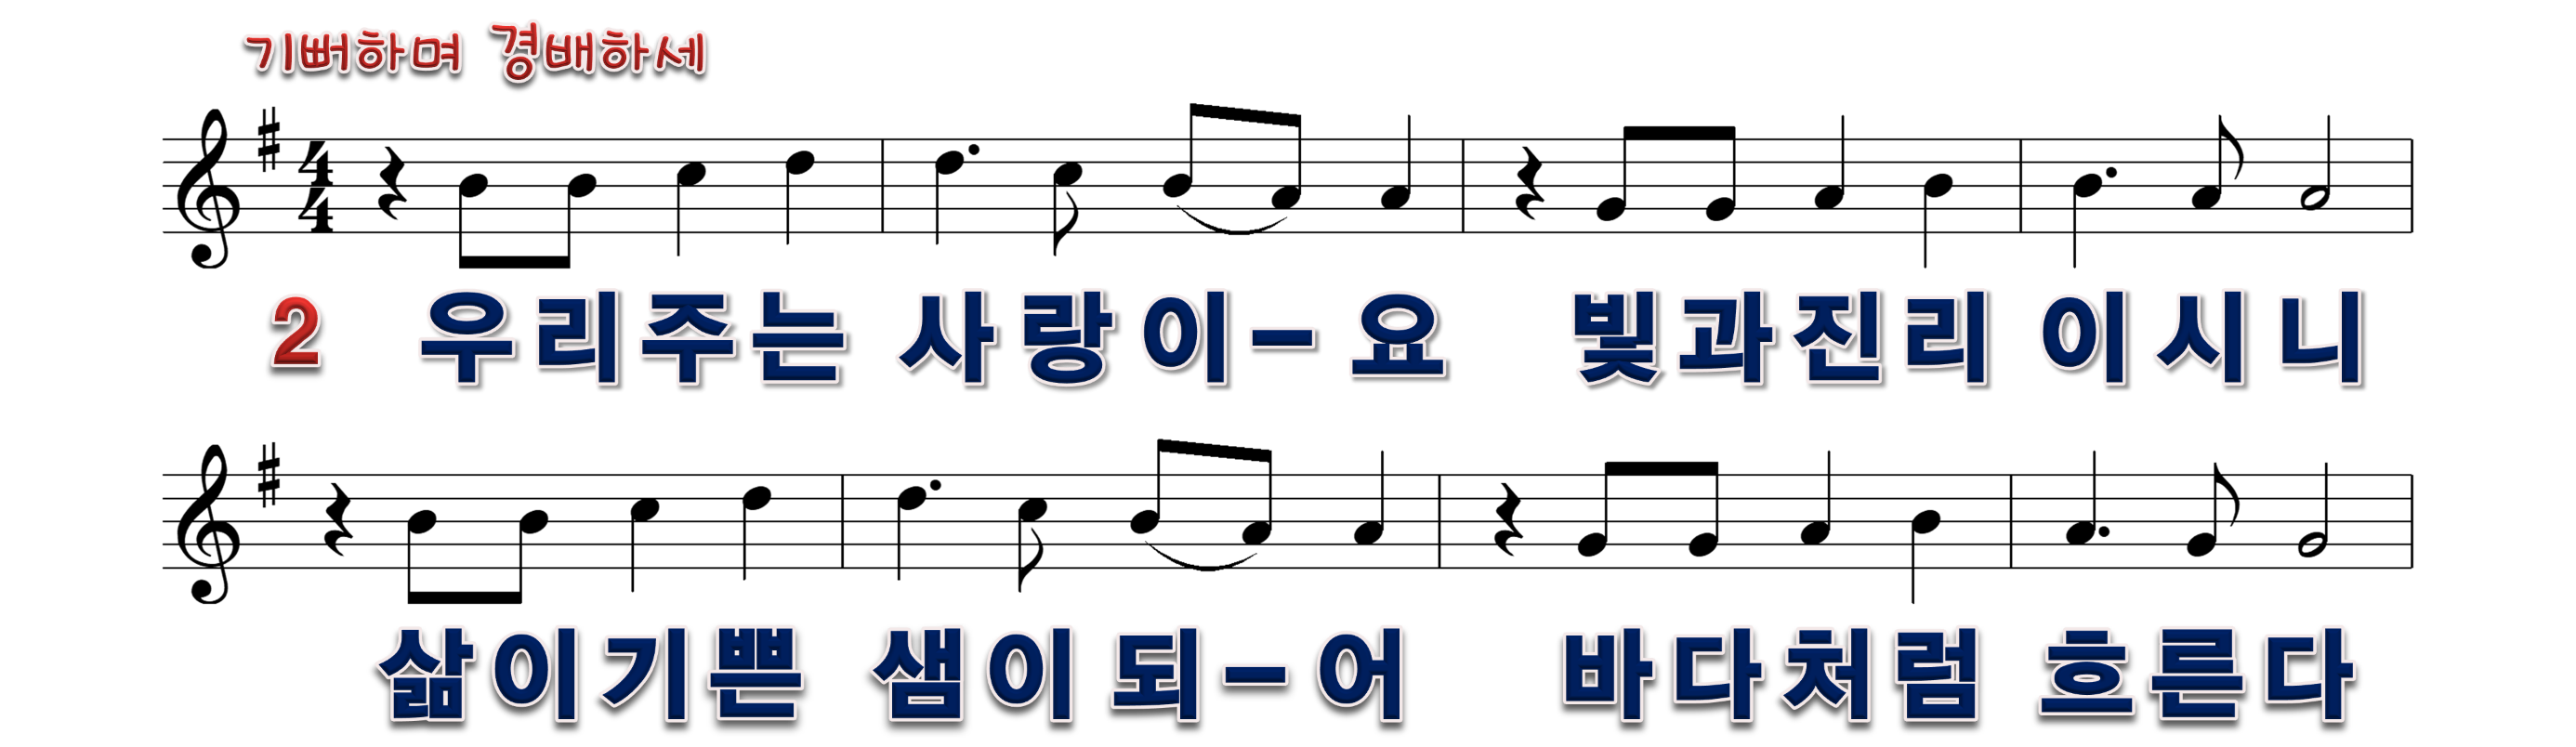 기뻐하며 경배하세
4
4
2 우리주는 사랑이-요 빛과진리 이시니
삶이기쁜 샘이되-어 바다처럼 흐른다